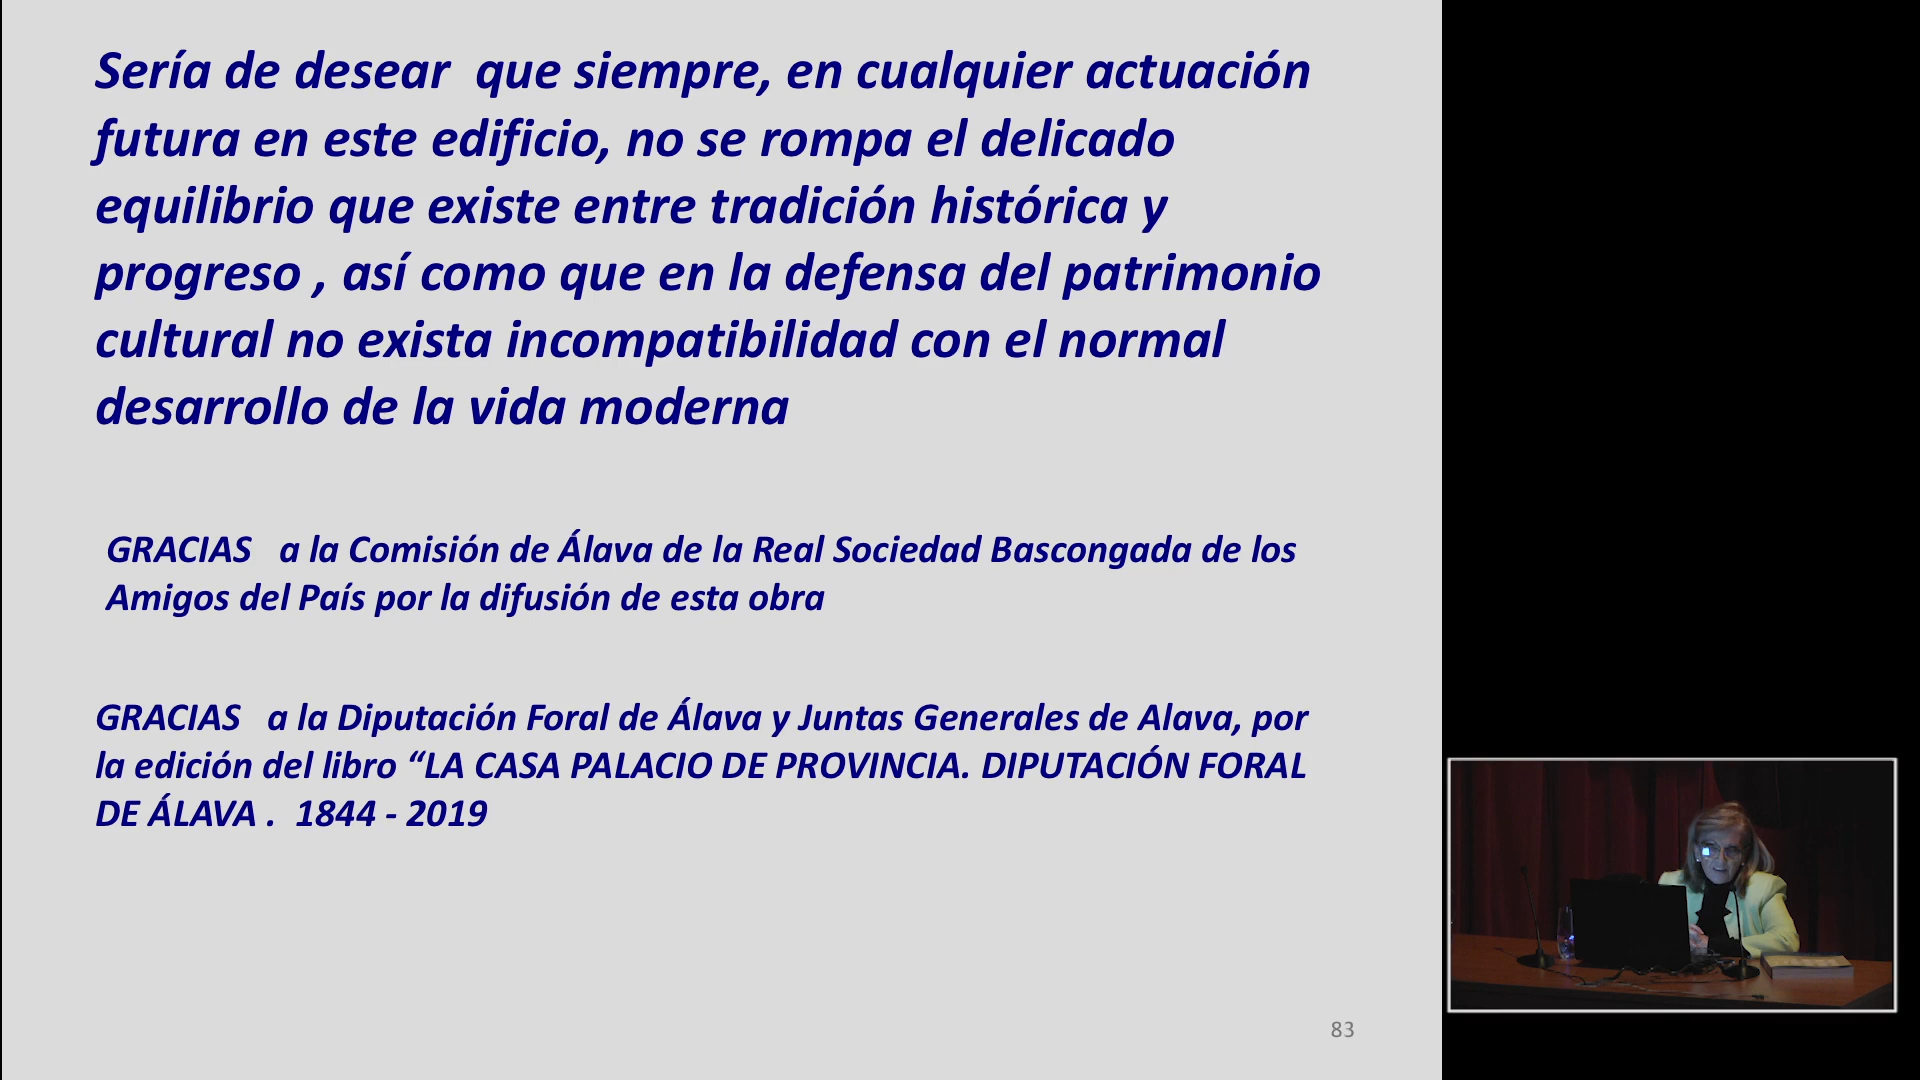 Sería de desear  que siempre, en cualquier actuación
futura en este edificio, no se rompa el delicado
equilibrio que existe entre tradición histórica y
progreso , así como que en la defensa del patrimonio
cultural no exista incompatibilidad con el normal
desarrollo de la vida moderna
GRACIAS   a la Comisión de Álava de la Real Sociedad Bascongada de los
Amigos del País por la difusión de esta obra
GRACIAS   a la Diputación Foral de Álava y Juntas Generales de Alava, por
la edición del libro “LA CASA PALACIO DE PROVINCIA. DIPUTACIÓN FORAL
DE ÁLAVA .  1844 - 2019
83